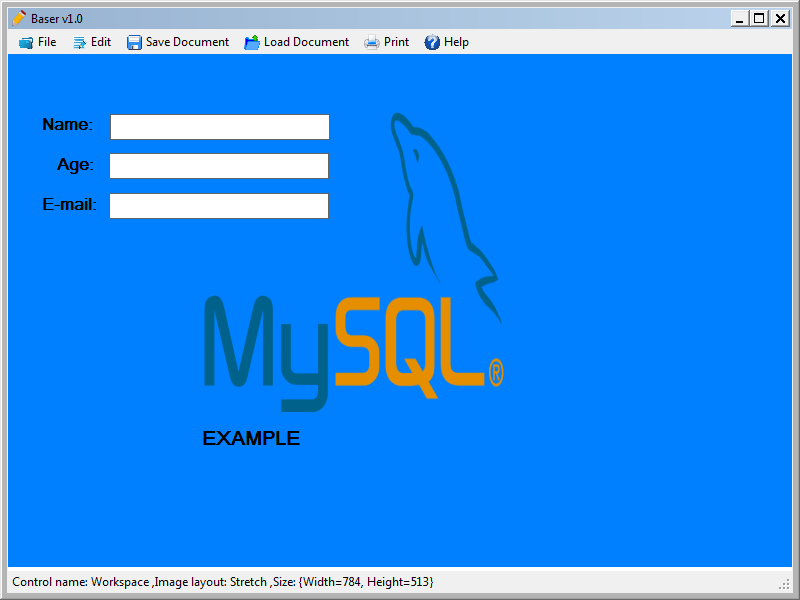 Baser v1.0
File Edit Save Document Load Document Print Help
Name:
Age:
E-mail:
MySQL®
EXAMPLE
Control name: Workspace ,Image layout: Stretch ,Size: {Width=784, Height=513}